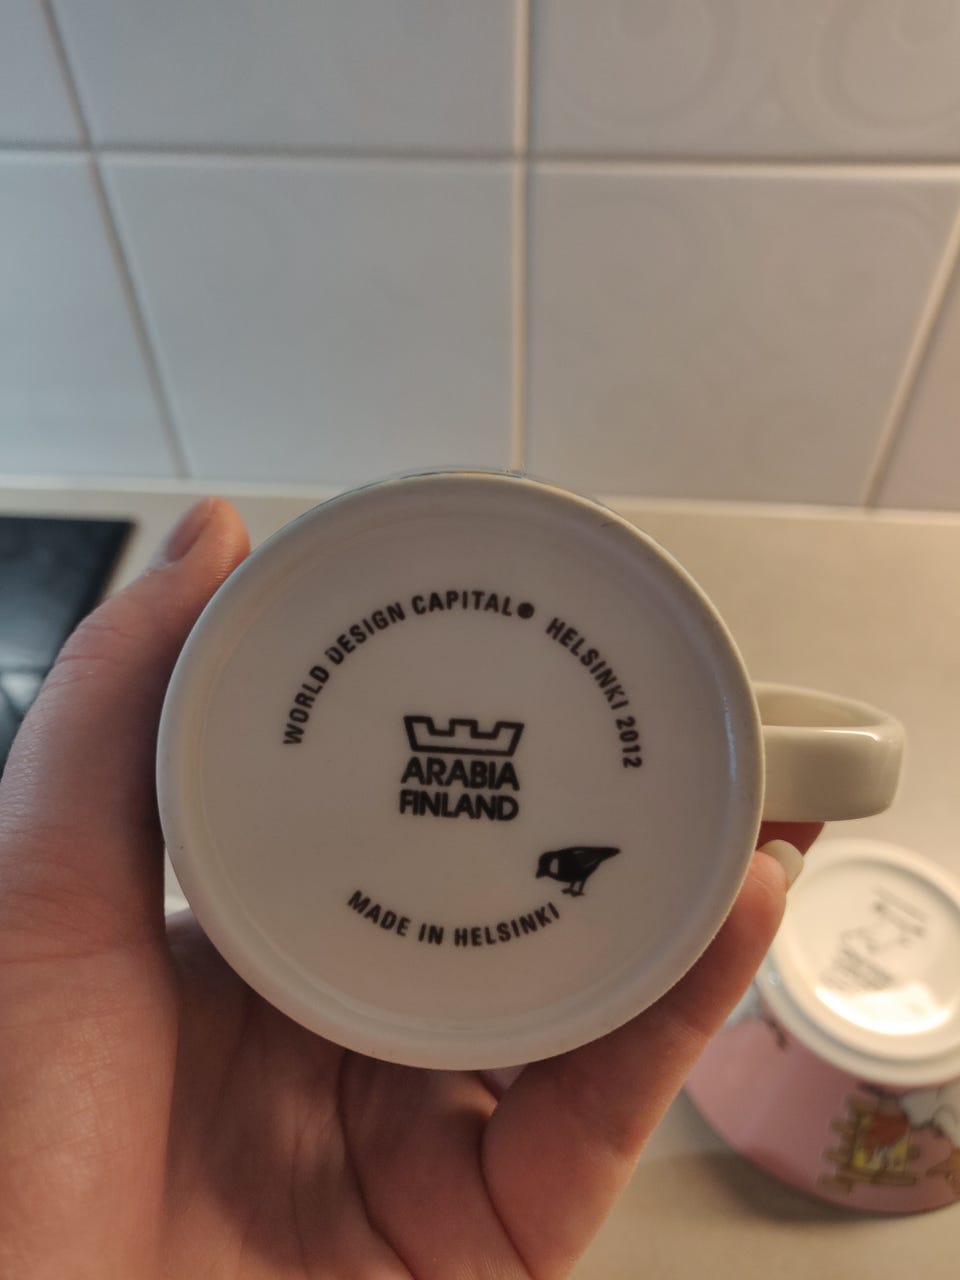 WORLD DESIGN CAPITAL® HELSINKI 2012
ARABIA
FINLAND
MADE IN HELSINKI